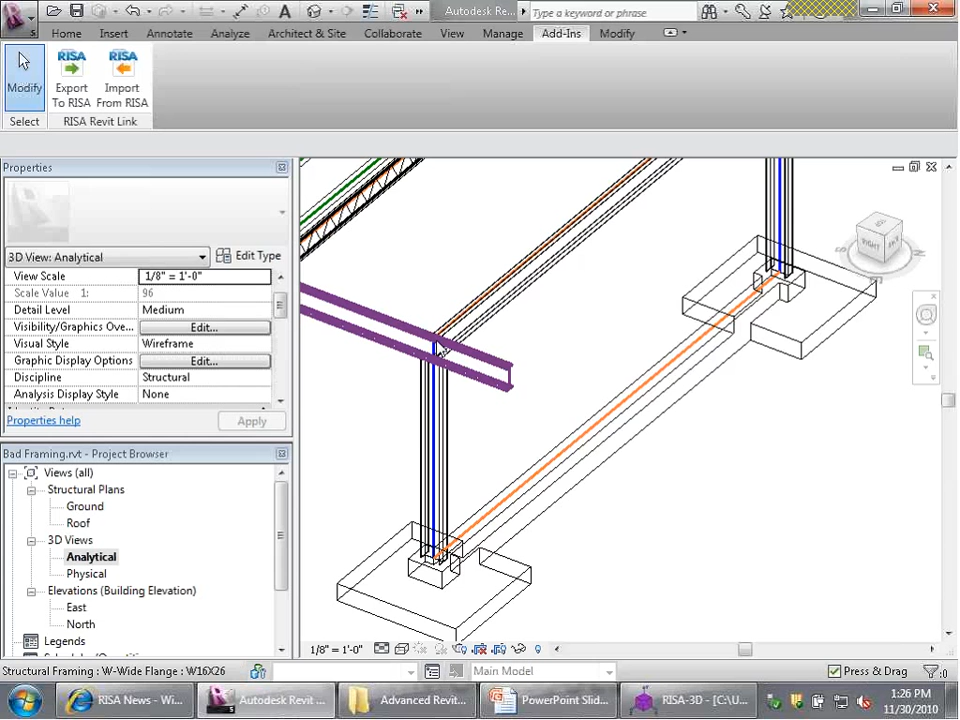 Autodesk Re...
Type a keyword or phrase
Home Insert Annotate Analyze Architect & Site Collaborate View Manage Add-Ins Modify
RISA RISA
Modify Export Import
To RISA From RISA
Select RISA Revit Link
Properties
3D View: Analytical Edit Type
View Scale 1/8" = 1'-0"
Scale Value 1: 96
Detail Level Medium
Visibility/Graphics Ove... Edit...
Visual Style Wireframe
Graphic Display Options Edit...
Discipline Structural
Analysis Display Style None
Properties help Apply
Bad Framing.rvt - Project Browser
Views (all)
Structural Plans
Ground
Roof
3D Views
Analytical
Physical
Elevations (Building Elevation)
East
North
Legends
RIGHT
1/8" = 1'-0"
Structural Framing : W-Wide Flange : W16X26
Main Model
Press & Drag
:0
RISA News - Wi...
Autodesk Revit ...
Advanced Revit...
PowerPoint Slid...
RISA-3D - [C:\U...
1:26 PM
11/30/2010